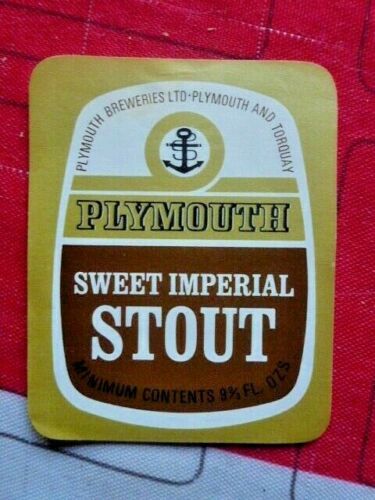 PLYMOUTH BREWERIES LTD·PLYMOUTH AND TORQUAY
PLYMOUTH
SWEET IMPERIAL
STOUT
MINIMUM CONTENTS 9⅔ FL. OZS